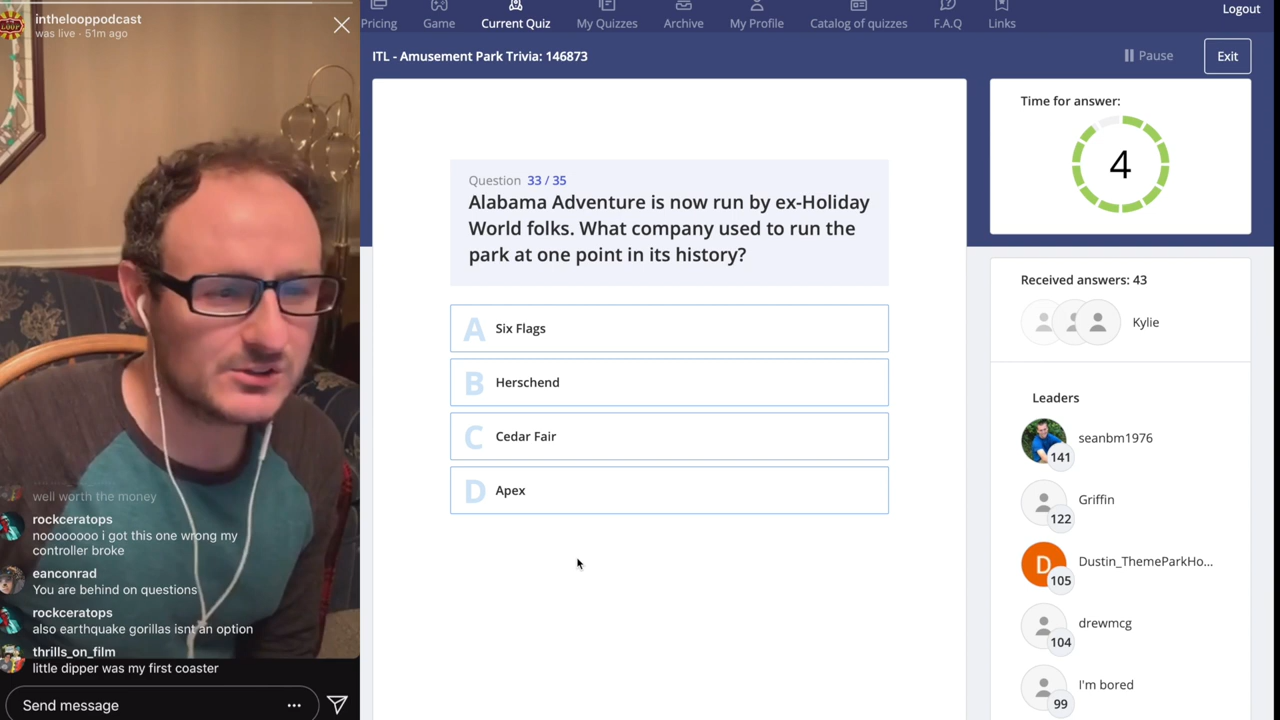 intheloopodcast
was live · 51m ago
LOOP
well worth the money
rockceratops
noooooooo i got this one wrong my
controller broke
eanconrad
You are behind on questions
rockceratops
also earthquake gorillas isnt an option
thrills_on_film
little dipper was my first coaster
Send message
Pricing
Game
Current Quiz
My Quizzes
Archive
My Profile
Catalog of quizzes
F.A.Q
Links
Logout
ITL - Amusement Park Trivia: 146873
Pause
Exit
Question 33 / 35
Alabama Adventure is now run by ex-Holiday
World folks. What company used to run the
park at one point in its history?
A Six Flags
B Herschend
C Cedar Fair
D Apex
Time for answer:
4
Received answers: 43
Kylie
Leaders
seanbm1976
141
Griffin
122
D
Dustin_ThemeParkHo...
105
drewmcg
104
I'm bored
99